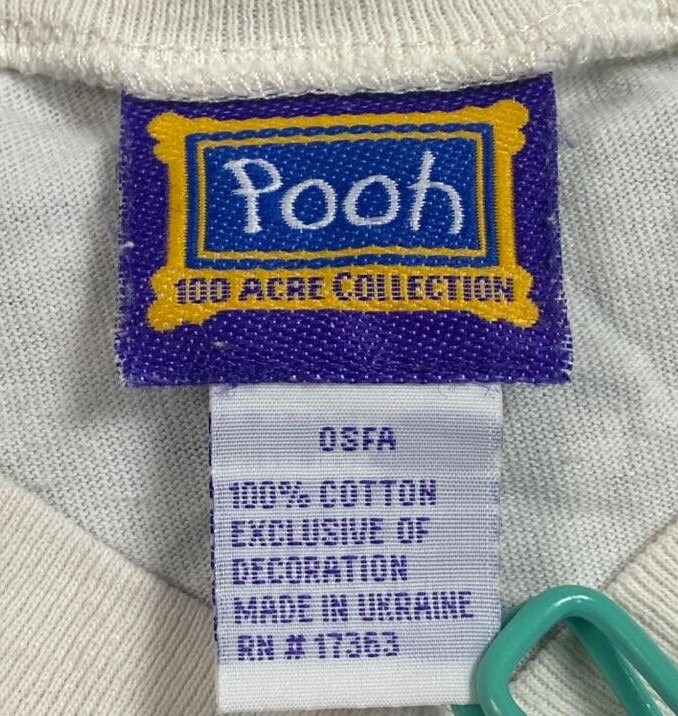 Pooh
100 ACRE COLLECTION
OSFA
100% COTTON
EXCLUSIVE OF
DECORATION
MADE IN UKRAINE
RN # 17363